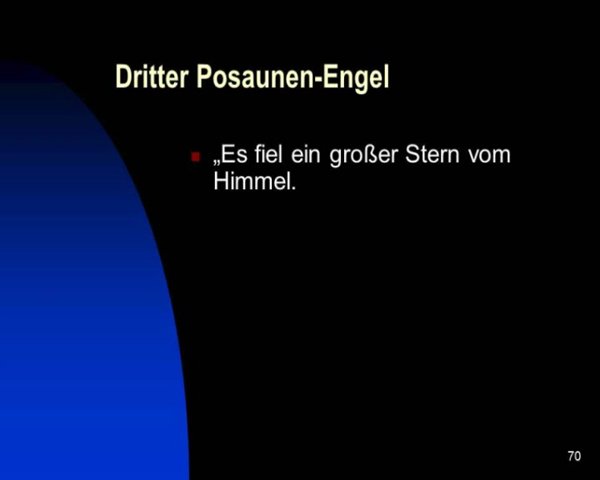 Dritter Posaunen-Engel
„Es fiel ein großer Stern vom
Himmel.
70